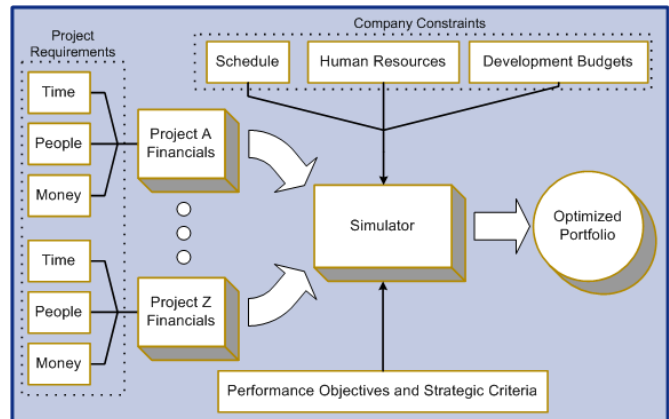 Project
Requirements
Company Constraints
Schedule
Human Resources
Development Budgets
Time
People
Money
Project A
Financials
Simulator
Optimized
Portfolio
Time
People
Money
Project Z
Financials
Performance Objectives and Strategic Criteria